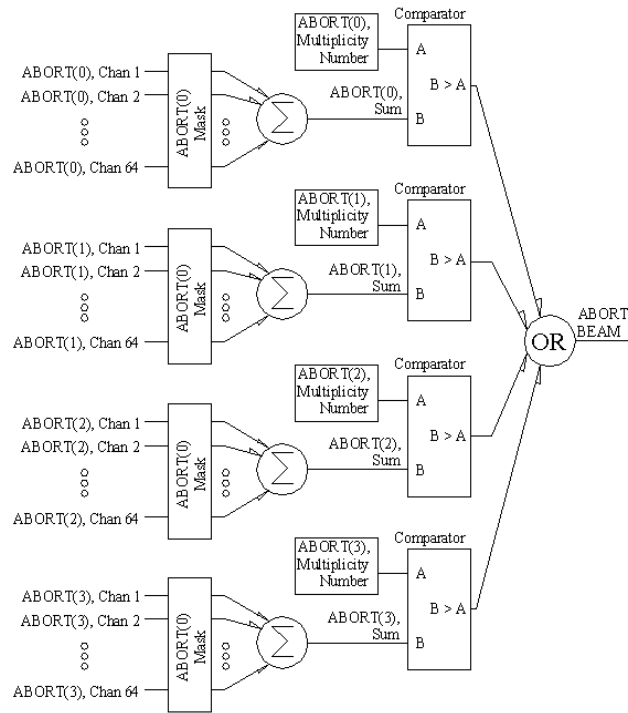 Comparator
ABORT(0),
Multiplicity
Number
A
B > A
B
ABORT(0), Chan 1
ABORT(0), Chan 2
ABORT(0), Chan 64
ABORT(0)
Mask
Σ
ABORT(0),
Sum
Comparator
ABORT(1),
Multiplicity
Number
A
B > A
B
ABORT(1), Chan 1
ABORT(1), Chan 2
ABORT(1), Chan 64
ABORT(0)
Mask
Σ
ABORT(1),
Sum
OR
ABORT
BEAM
Comparator
ABORT(2),
Multiplicity
Number
A
B > A
B
ABORT(2), Chan 1
ABORT(2), Chan 2
ABORT(2), Chan 64
ABORT(0)
Mask
Σ
ABORT(2),
Sum
Comparator
ABORT(3),
Multiplicity
Number
A
B > A
B
ABORT(3), Chan 1
ABORT(3), Chan 2
ABORT(3), Chan 64
ABORT(0)
Mask
Σ
ABORT(3),
Sum